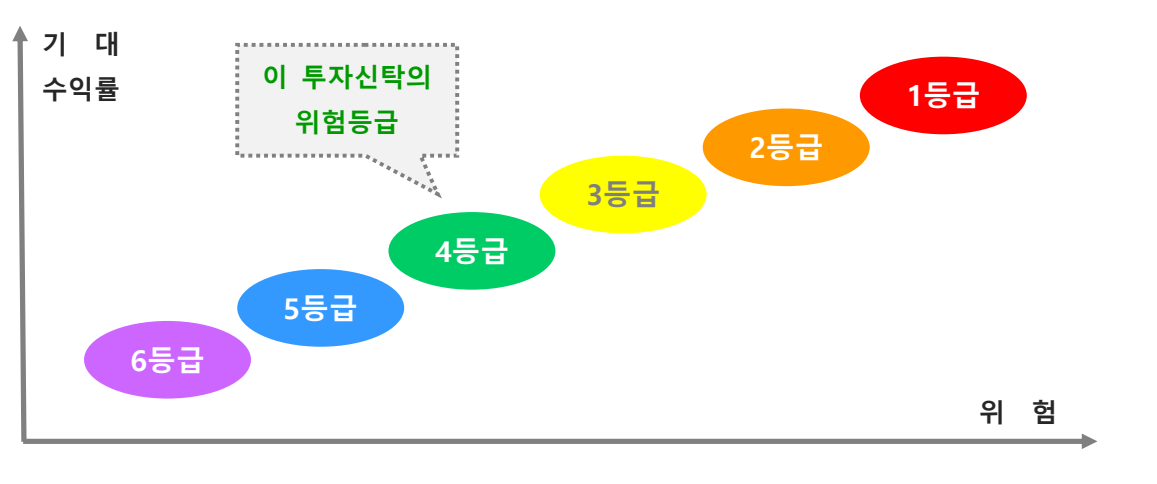 기 대
수익률
이 투자신탁의
위험등급
1등급
2등급
3등급
4등급
5등급
6등급
위 험